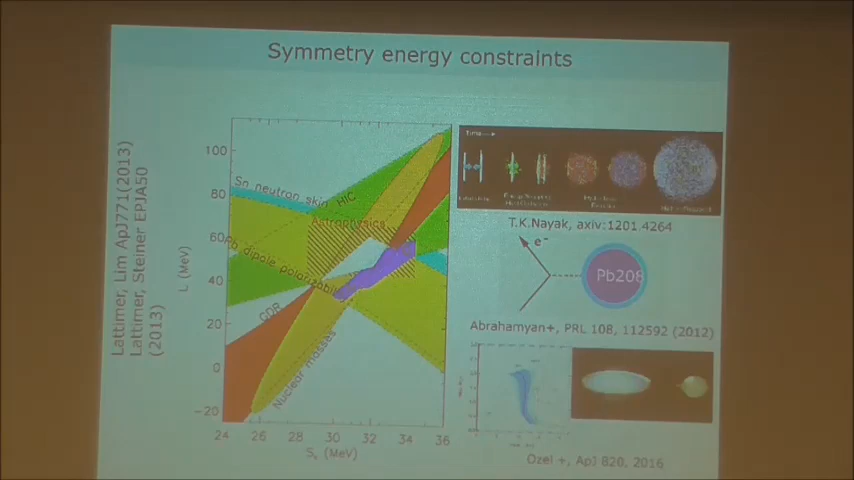 Symmetry energy constraints
Lattimer, Lim ApJ771(2013)
Lattimer, Steiner EPJA50
(2013)
100
80
60
40
20
0
-20
L (MeV)
24 26 28 30 32 34 36
Sᵥ (MeV)
Sn neutron skin
HIC
Astrophysics
Pb dipole polarizability
GDR
Nuclear masses
Time
T.K.Nayak, axiv:1201.4264
e⁻
Pb208
Abrahamyan+, PRL 108, 112592 (2012)
Ozel +, ApJ 820, 2016